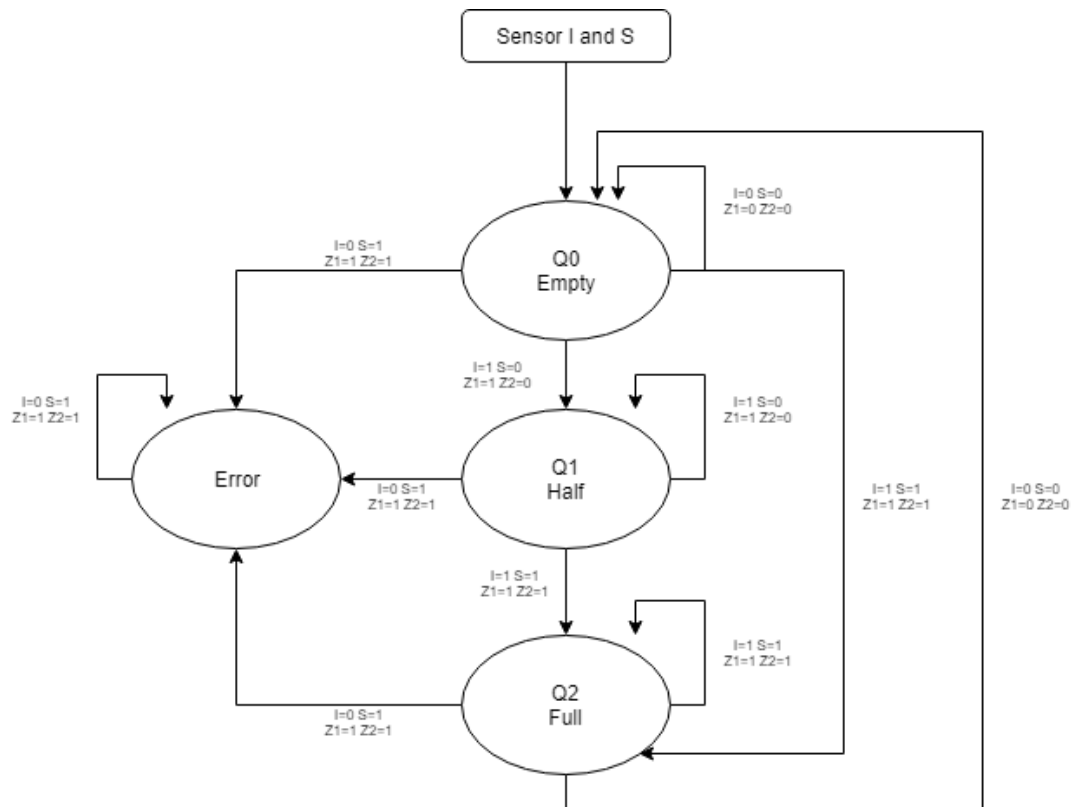 Sensor I and S
I=0 S=0
Z1=0 Z2=0
I=0 S=1
Z1=1 Z2=1
Q0
Empty
I=1 S=0
Z1=1 Z2=0
I=0 S=1
Z1=1 Z2=1
I=1 S=0
Z1=1 Z2=0
Error
Q1
Half
I=0 S=1
Z1=1 Z2=1
I=1 S=1
Z1=1 Z2=1
I=0 S=0
Z1=0 Z2=0
I=1 S=1
Z1=1 Z2=1
I=1 S=1
Z1=1 Z2=1
Q2
Full
I=0 S=1
Z1=1 Z2=1